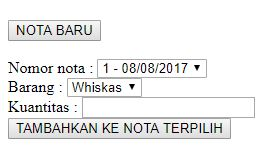 NOTA BARU
Nomor nota : 1 - 08/08/2017
Barang : Whiskas
Kuantitas :
TAMBAHKAN KE NOTA TERPILIH